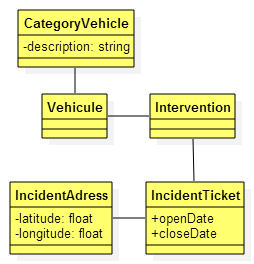 CategoryVehicle
-description: string
Vehicule
Intervention
IncidentAdress
-latitude: float
-longitude: float
IncidentTicket
+openDate
+closeDate